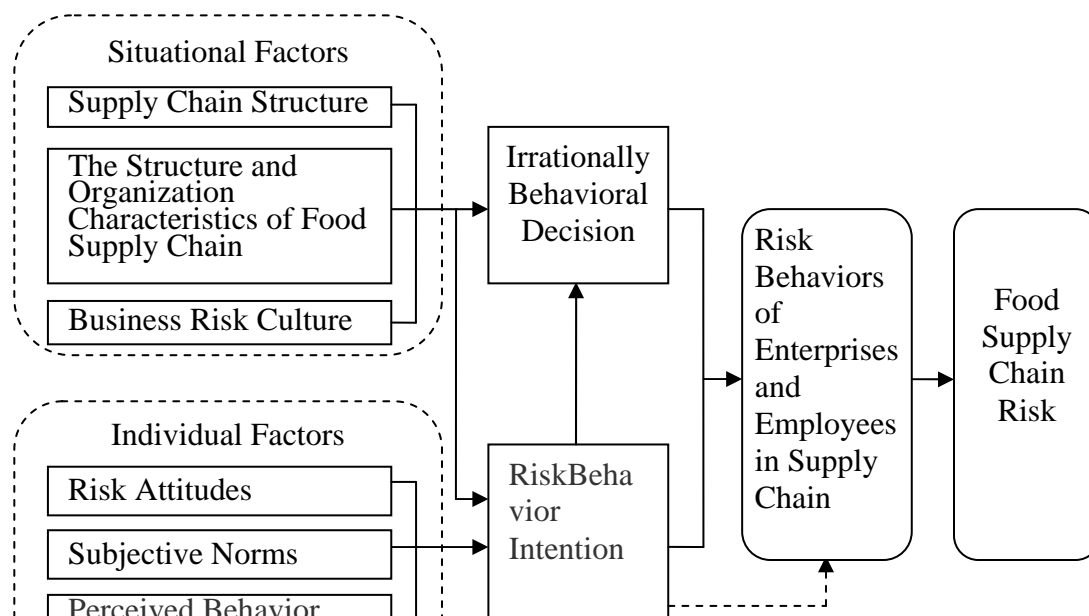 Situational Factors
Supply Chain Structure
The Structure and
Organization
Characteristics of Food
Supply Chain
Business Risk Culture
Individual Factors
Risk Attitudes
Subjective Norms
Perceived Behavior
Irrationally
Behavioral
Decision
RiskBeha
vior
Intention
Risk
Behaviors
of
Enterprises
and
Employees
in Supply
Chain
Food
Supply
Chain
Risk